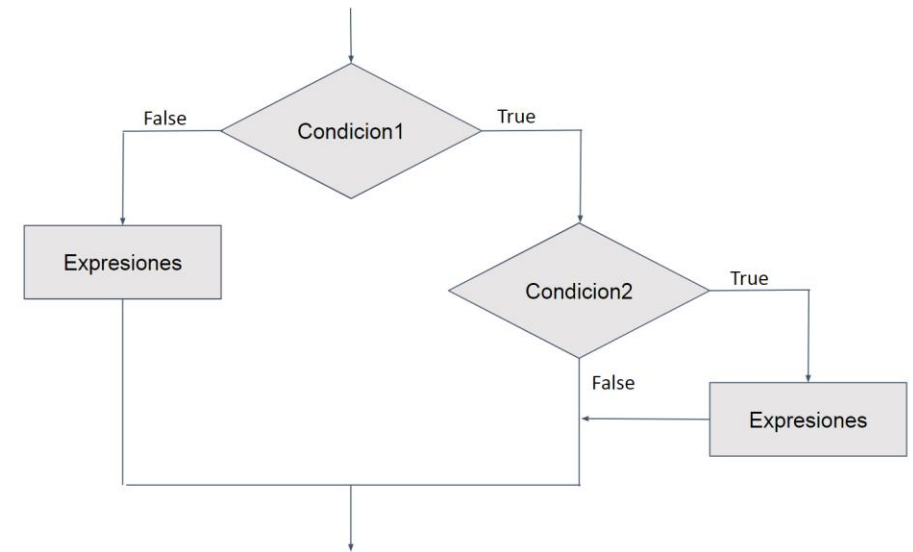 False
Condicion1
True
Expresiones
Condicion2
True
False
Expresiones